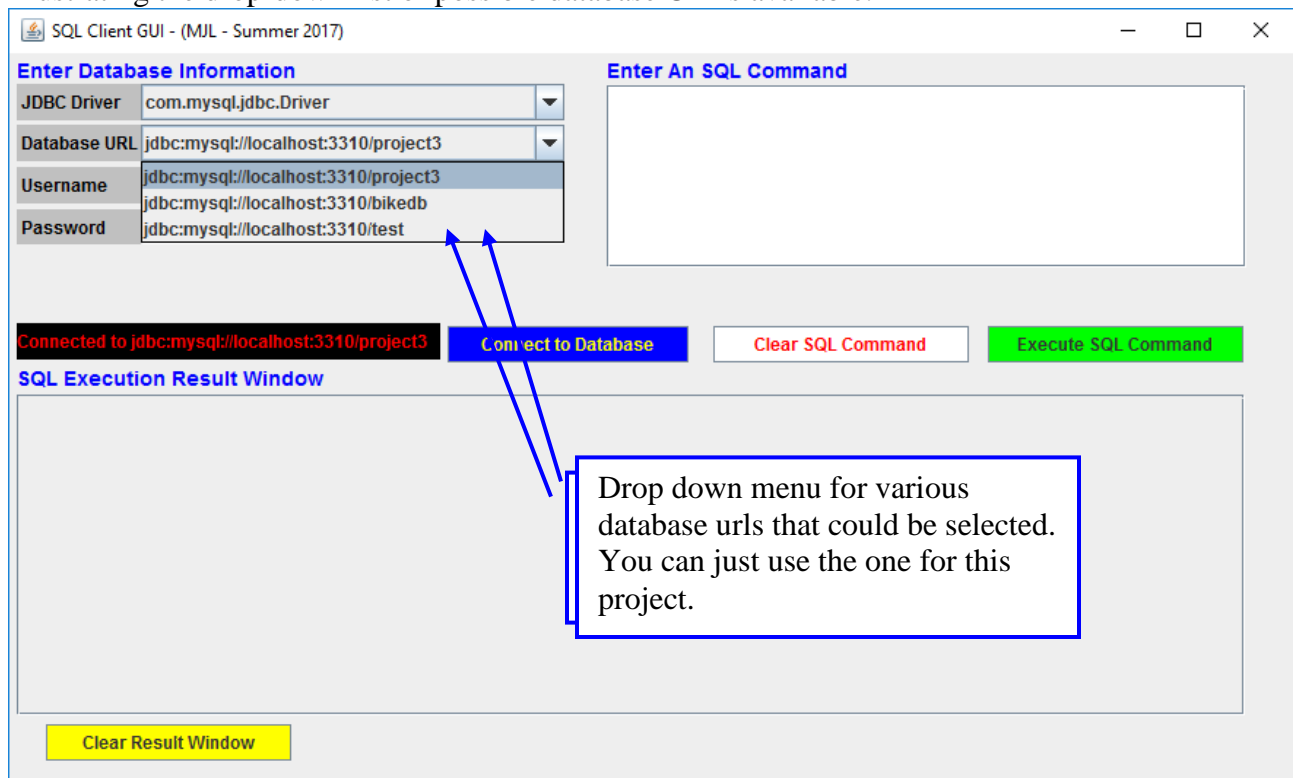 SQL Client GUI - (MJL - Summer 2017)
Enter Database Information
Enter An SQL Command
JDBC Driver com.mysql.jdbc.Driver
Database URL jdbc:mysql://localhost:3310/project3
Username
jdbc:mysql://localhost:3310/project3
jdbc:mysql://localhost:3310/bikedb
Password
jdbc:mysql://localhost:3310/test
Connected to jdbc:mysql://localhost:3310/project3
Connect to Database
Clear SQL Command
Execute SQL Command
SQL Execution Result Window
Drop down menu for various
database urls that could be selected.
You can just use the one for this
project.
Clear Result Window